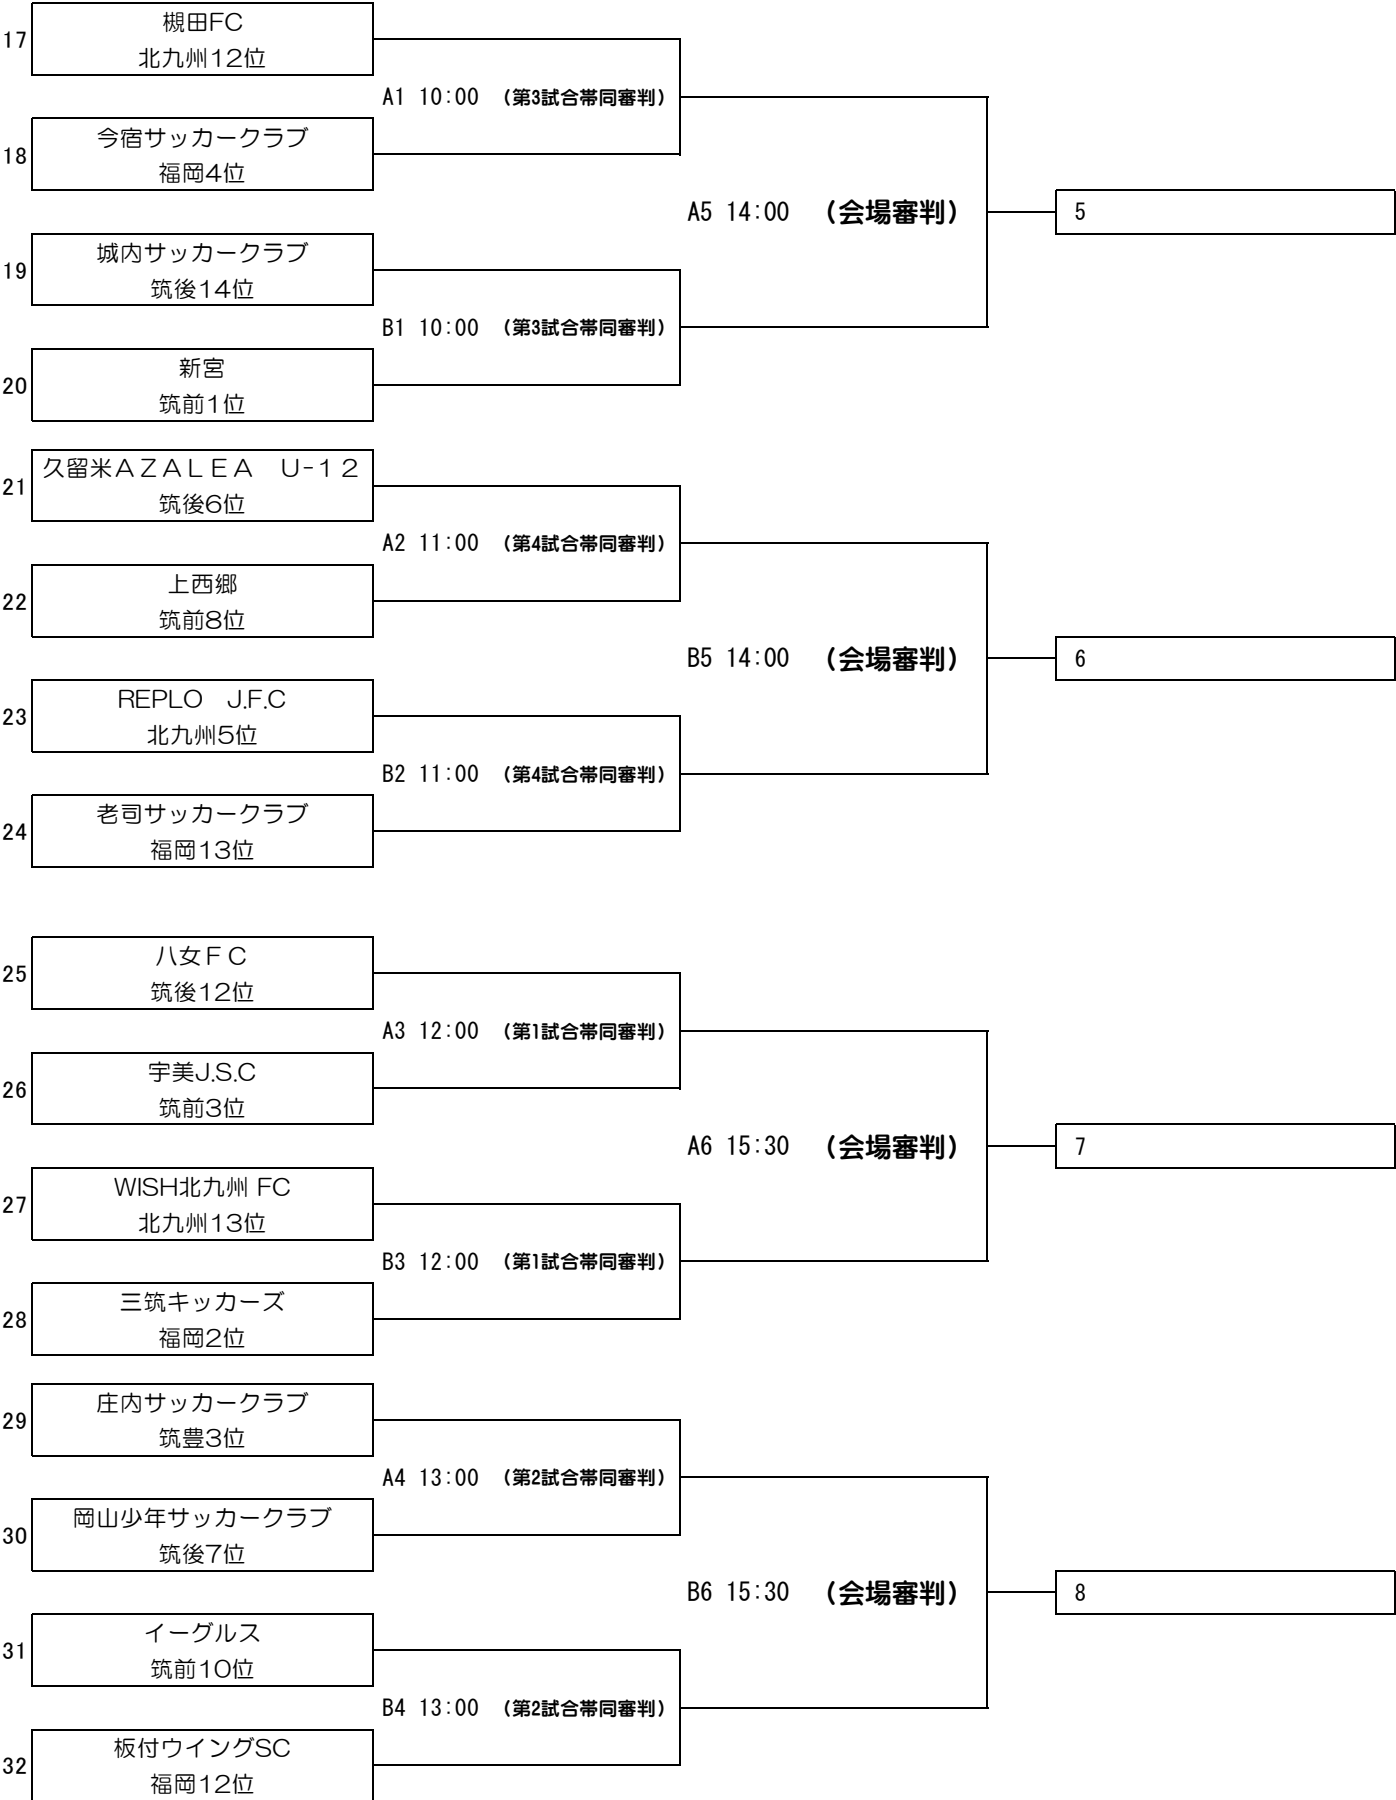 17
槻田FC
北九州12位
A1 10:00 (第3試合帯同審判)
18
今宿サッカークラブ
福岡4位
A5 14:00 (会場審判)
5
19
城内サッカークラブ
筑後14位
B1 10:00 (第3試合帯同審判)
20
新宮
筑前1位
21
久留米ＡＺＡＬＥＡ　Ｕ-１２
筑後6位
A2 11:00 (第4試合帯同審判)
22
上西郷
筑前8位
B5 14:00 (会場審判)
6
23
REPLO　J.F.C
北九州5位
B2 11:00 (第4試合帯同審判)
24
老司サッカークラブ
福岡13位
25
八女ＦＣ
筑後12位
A3 12:00 (第1試合帯同審判)
26
宇美J.S.C
筑前3位
A6 15:30 (会場審判)
7
27
WISH北九州 FC
北九州13位
B3 12:00 (第1試合帯同審判)
28
三筑キッカーズ
福岡2位
29
庄内サッカークラブ
筑豊3位
A4 13:00 (第2試合帯同審判)
30
岡山少年サッカークラブ
筑後7位
B6 15:30 (会場審判)
8
31
イーグルス
筑前10位
B4 13:00 (第2試合帯同審判)
32
板付ウイングSC
福岡12位